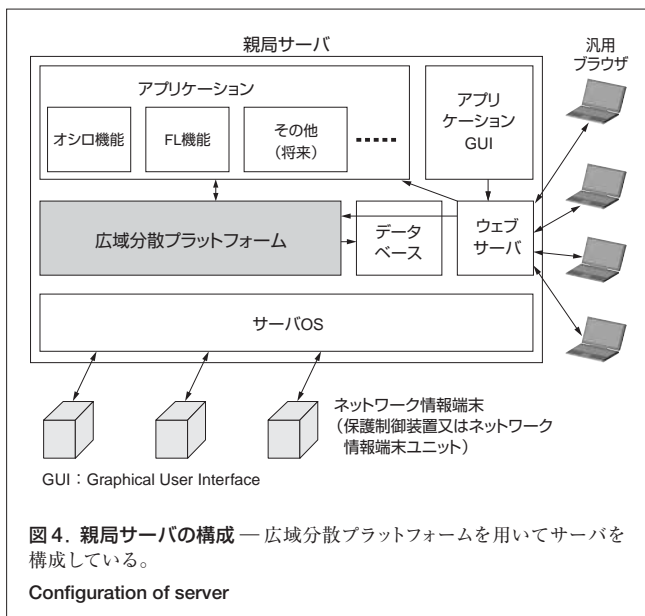 親局サーバ
汎用
ブラウザ
アプリケーション
オシロ機能
FL機能
その他
(将来)
アプリ
ケーション
GUI
広域分散プラットフォーム
データ
ベース
ウェブ
サーバ
サーバOS
ネットワーク情報端末
(保護制御装置又はネットワーク
情報端末ユニット)
GUI:Graphical User Interface
図4.親局サーバの構成 — 広域分散プラットフォームを用いてサーバを
構成している。
Configuration of server